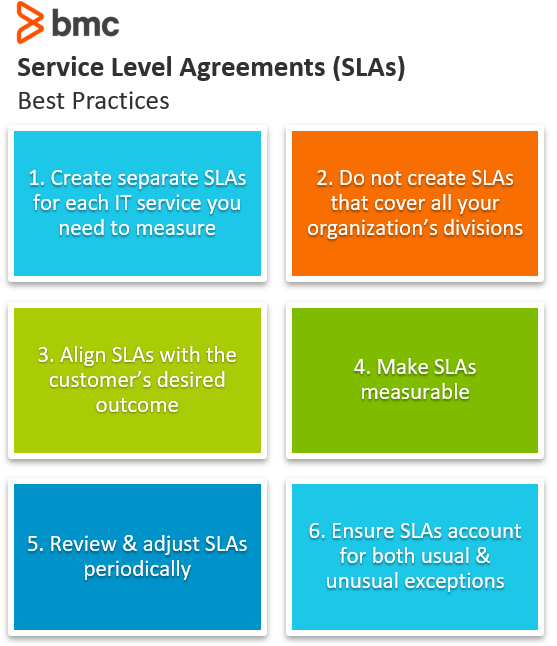 bmc
Service Level Agreements (SLAs)
Best Practices
1. Create separate SLAs
for each IT service you
need to measure
2. Do not create SLAs
that cover all your
organization’s divisions
3. Align SLAs with the
customer’s desired
outcome
4. Make SLAs
measurable
5. Review & adjust SLAs
periodically
6. Ensure SLAs account
for both usual &
unusual exceptions